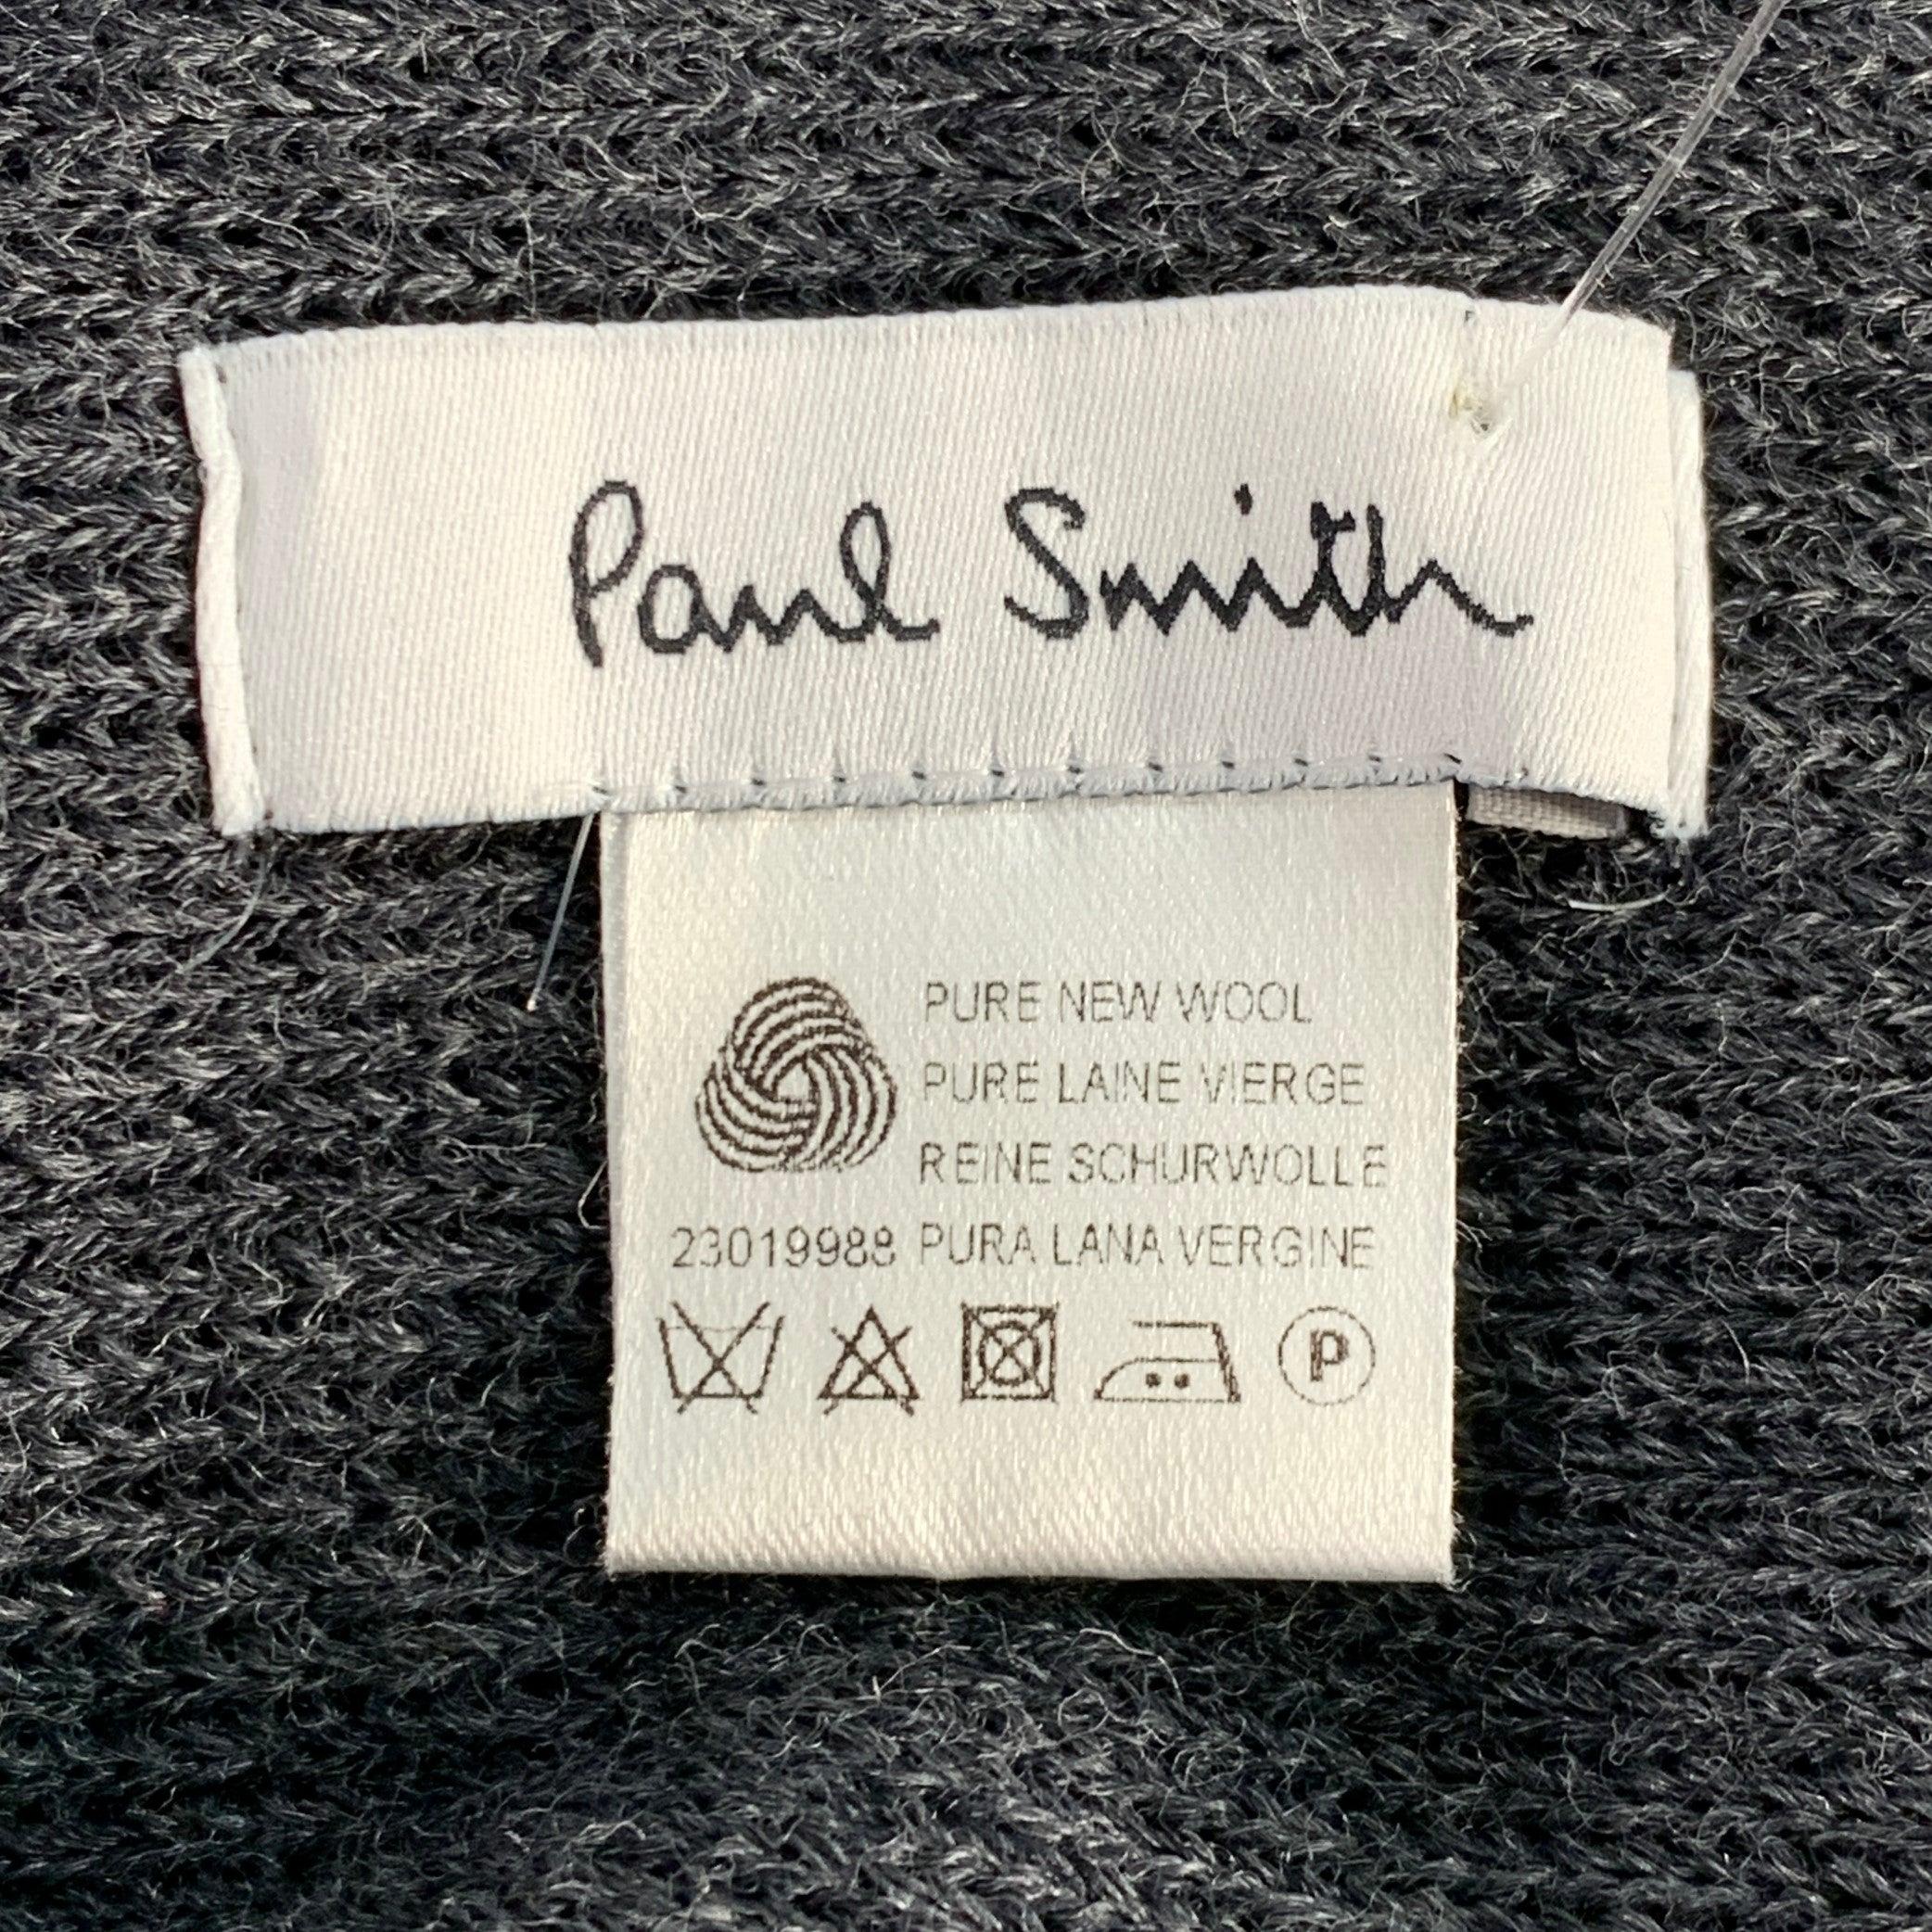 Paul Smith
PURE NEW WOOL
PURE LAINE VIERGE
REINE SCHURWOLLE
23019988 PURA LANA VERGINE
P